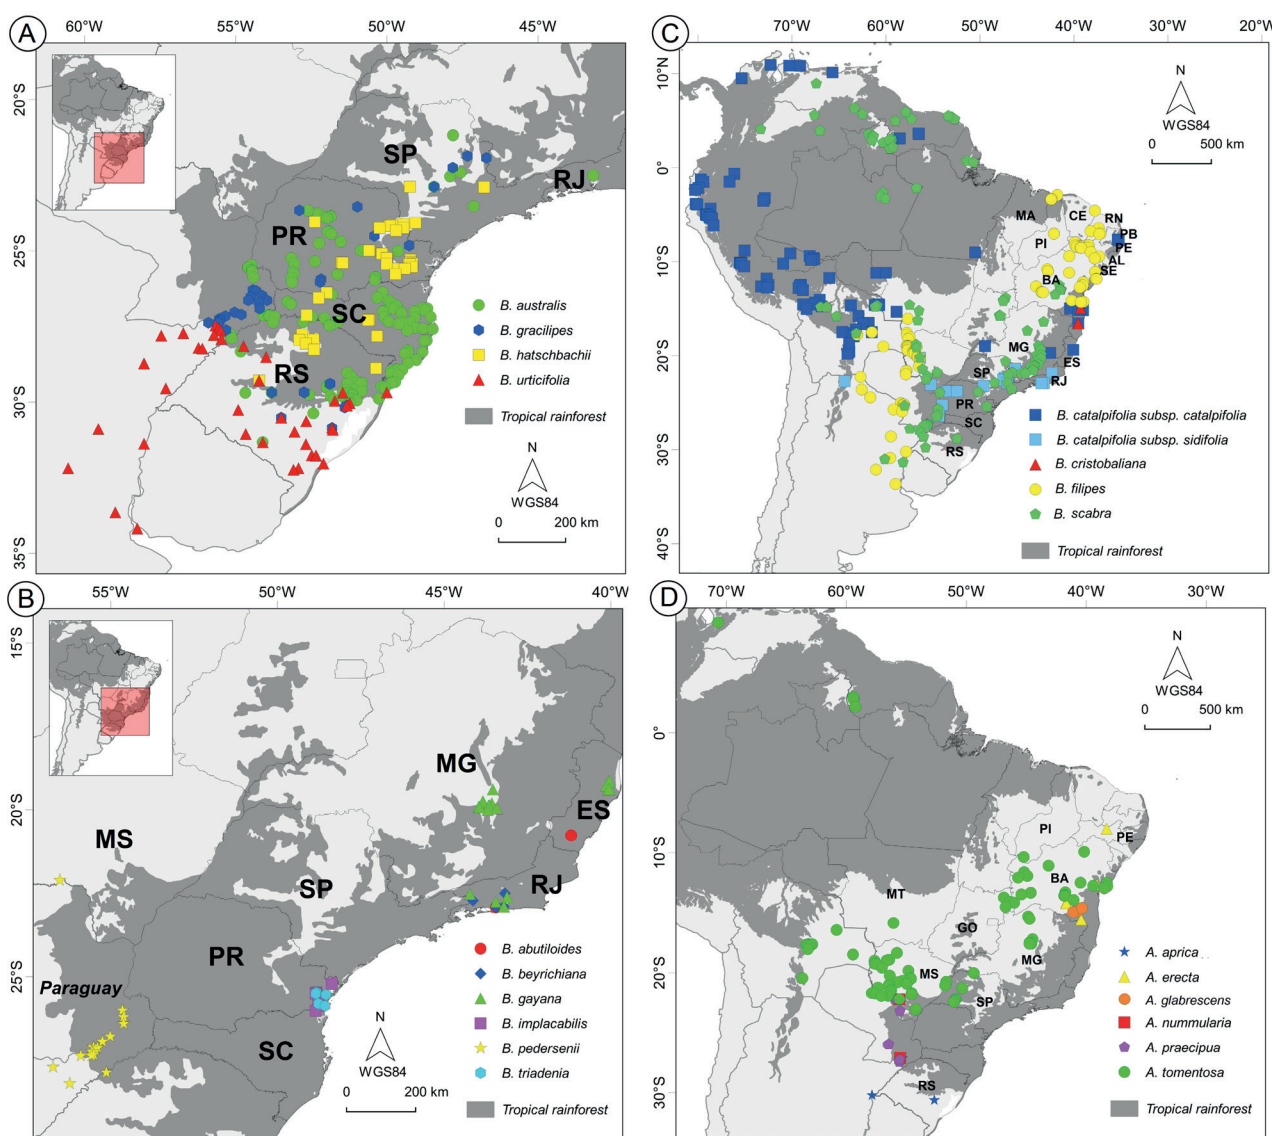 A
60°W 55°W 50°W 45°W
20°S
25°S
30°S
35°S
SP
RJ
PR
SC
RS
B. australis
B. gracilipes
B. hatschbachii
B. urticifolia
Tropical rainforest
N
WGS84
0 200 km
C
70°W 60°W 50°W 40°W 30°W 20°W
10°N
0°
10°S
20°S
30°S
40°S
N
WGS84
0 500 km
MA
CE
RN
PB
PI
PE
AL
SE
BA
MG
ES
SP
RJ
PR
SC
RS
B. catalpifolia subsp. catalpifolia
B. catalpifolia subsp. sidifolia
B. cristobaliana
B. filipes
B. scabra
Tropical rainforest
B
55°W 50°W 45°W 40°W
15°S
20°S
25°S
MG
ES
MS
SP
RJ
PR
Paraguay
SC
B. abutiloides
B. beyrichiana
B. gayana
B. implacabilis
B. pedersenii
B. triadenia
Tropical rainforest
N
WGS84
0 200 km
D
70°W 60°W 50°W 40°W 30°W
0°
10°S
20°S
30°S
N
WGS84
0 500 km
PI
PE
BA
MT
GO
MG
MS
SP
RS
A. aprica
A. erecta
A. glabrescens
A. nummularia
A. praecipua
A. tomentosa
Tropical rainforest